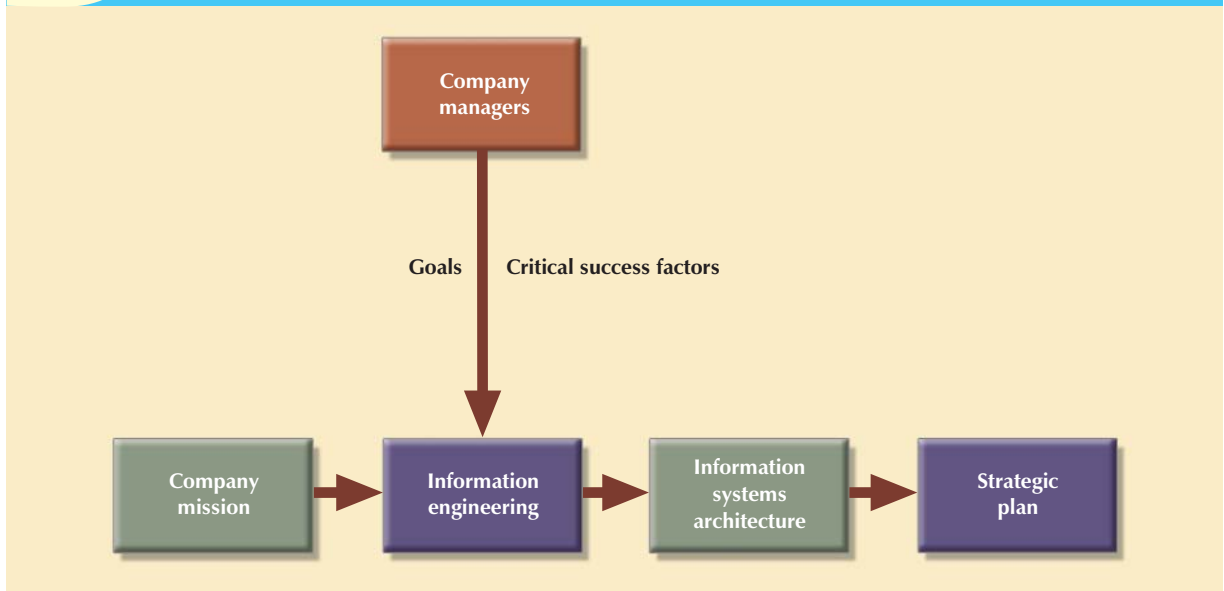 Company
managers
Goals
Critical success factors
Company
mission
Information
engineering
Information
systems
architecture
Strategic
plan